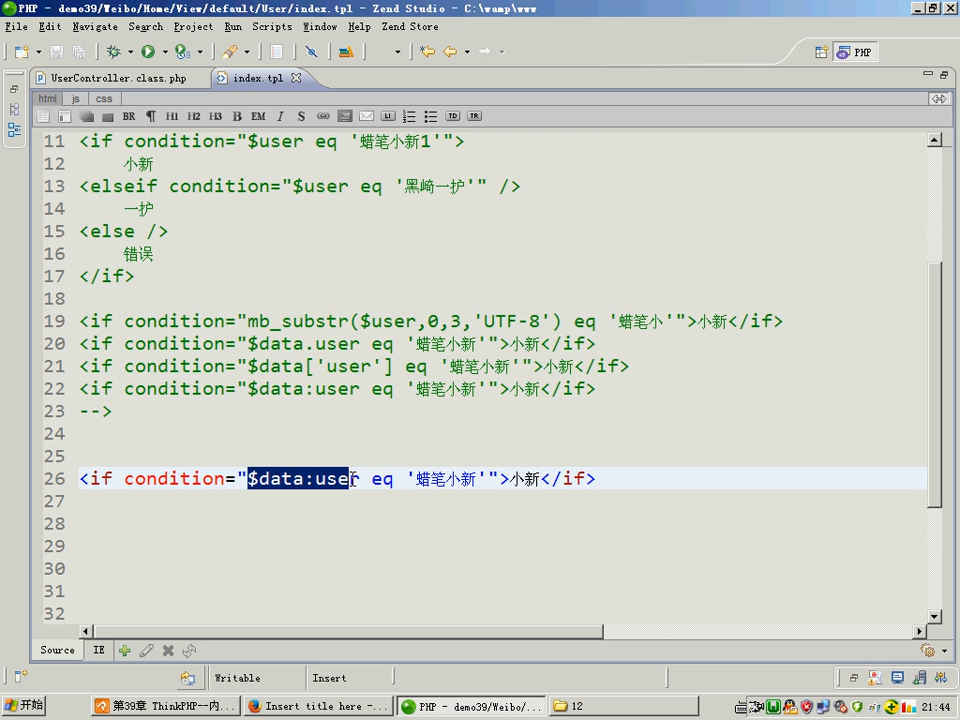 PHP - demo39/Weibo/Home/View/default/User/index.tpl - Zend Studio - C:\wamp\www
File Edit Navigate Search Project Run Scripts Window Help Zend Store
PHP
UserController.class.php index.tpl
html js css
BR ¶ H1 H2 H3 B EM I S LI TD TR
11 <if condition="$user eq '蜡笔小新1'">
12 小新
13 <elseif condition="$user eq '黑崎一护'" />
14 一护
15 <else />
16 错误
17 </if>
18
19 <if condition="mb_substr($user,0,3,'UTF-8') eq '蜡笔小'">小新</if>
20 <if condition="$data.user eq '蜡笔小新'">小新</if>
21 <if condition="$data['user'] eq '蜡笔小新'">小新</if>
22 <if condition="$data:user eq '蜡笔小新'">小新</if>
23 -->
24
25
26 <if condition="$data:user eq '蜡笔小新'">小新</if>
27
28
29
30
31
32
Source IE
Writable Insert
开始 第39章 ThinkPHP--内... Insert title here -... PHP - demo39/Weibo/... 12 21:44